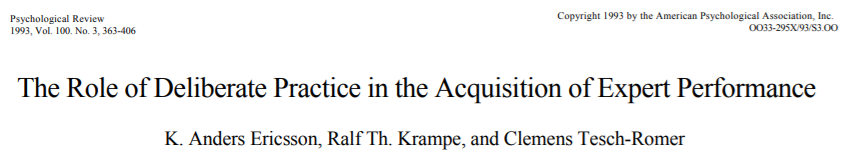 Psychological Review
1993, Vol. 100. No. 3, 363-406
Copyright 1993 by the American Psychological Association, Inc.
OO33-295X/93/S3.OO
The Role of Deliberate Practice in the Acquisition of Expert Performance
K. Anders Ericsson, Ralf Th. Krampe, and Clemens Tesch-Romer